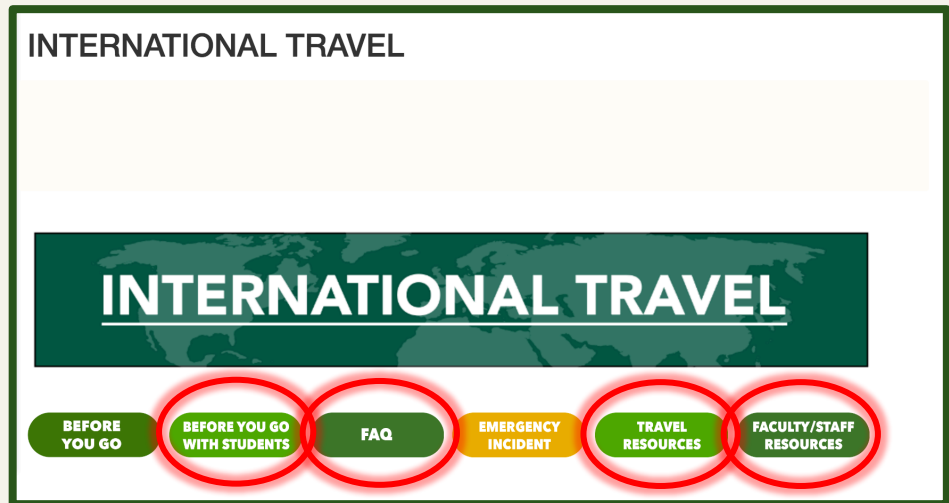 INTERNATIONAL TRAVEL
INTERNATIONAL TRAVEL
BEFORE
YOU GO
BEFORE YOU GO
WITH STUDENTS
FAQ
EMERGENCY
INCIDENT
TRAVEL
RESOURCES
FACULTY/STAFF
RESOURCES